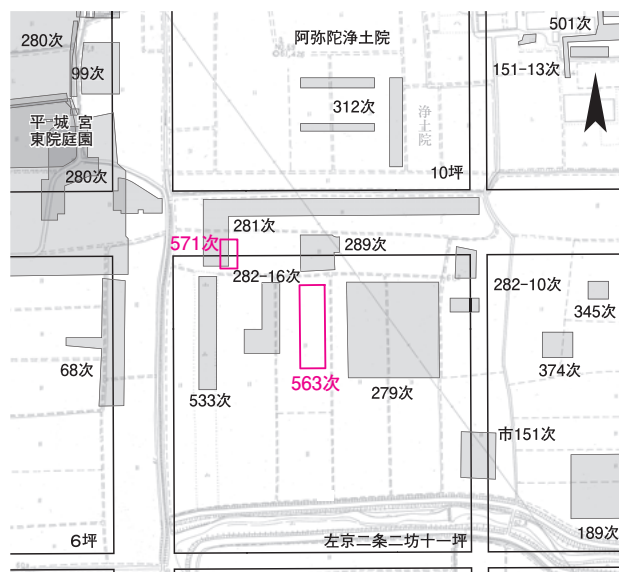 280次
99次
平城宮
東院庭園
280次
阿弥陀浄土院
312次
浄土院
10坪
501次
151-13次
281次
571次
289次
282-16次
282-10次
345次
374次
68次
533次
563次
279次
市151次
189次
6坪
左京二条二坊十一坪